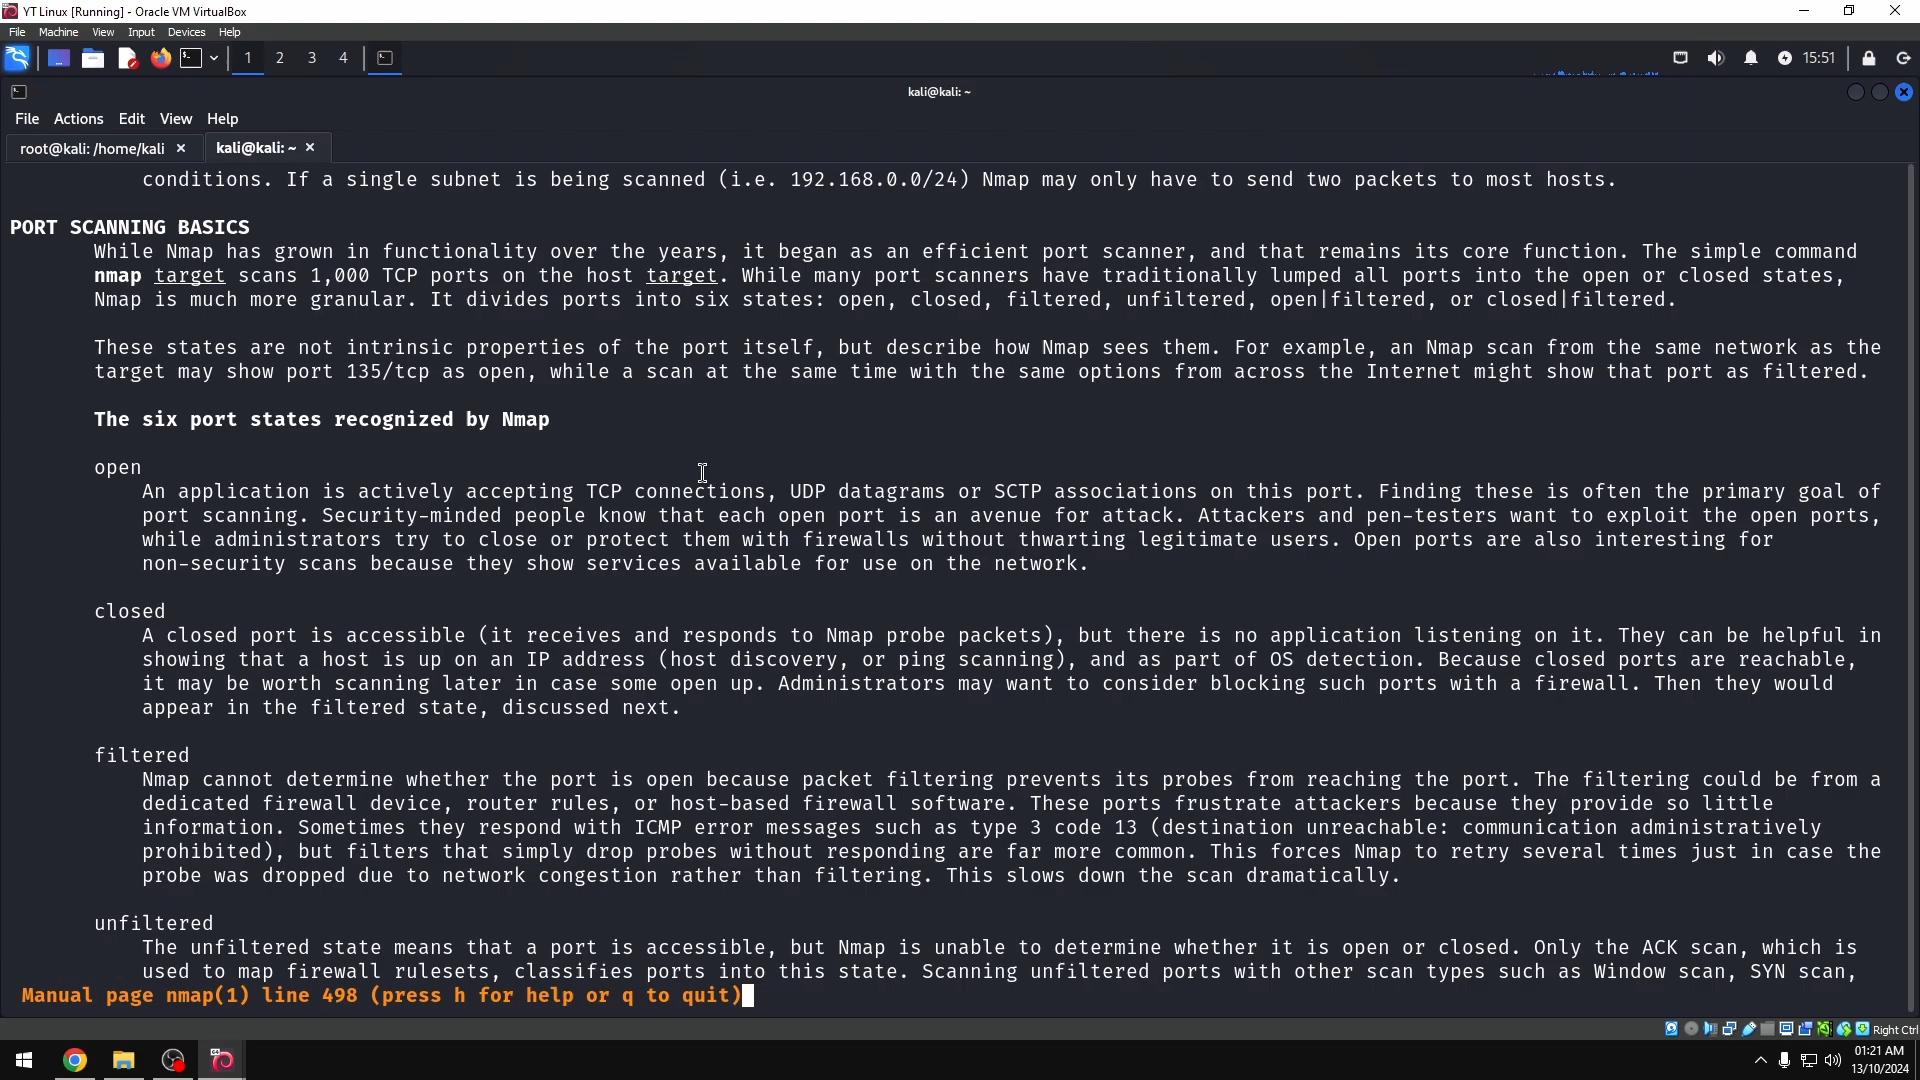 YT Linux [Running] - Oracle VM VirtualBox
File Machine View Input Devices Help
1 2 3 4 15:51
kali@kali: ~
File Actions Edit View Help
root@kali: /home/kali kali@kali: ~
conditions. If a single subnet is being scanned (i.e. 192.168.0.0/24) Nmap may only have to send two packets to most hosts.
PORT SCANNING BASICS
While Nmap has grown in functionality over the years, it began as an efficient port scanner, and that remains its core function. The simple command
nmap target scans 1,000 TCP ports on the host target. While many port scanners have traditionally lumped all ports into the open or closed states,
Nmap is much more granular. It divides ports into six states: open, closed, filtered, unfiltered, open|filtered, or closed|filtered.
These states are not intrinsic properties of the port itself, but describe how Nmap sees them. For example, an Nmap scan from the same network as the
target may show port 135/tcp as open, while a scan at the same time with the same options from across the Internet might show that port as filtered.
The six port states recognized by Nmap
open
An application is actively accepting TCP connections, UDP datagrams or SCTP associations on this port. Finding these is often the primary goal of
port scanning. Security-minded people know that each open port is an avenue for attack. Attackers and pen-testers want to exploit the open ports,
while administrators try to close or protect them with firewalls without thwarting legitimate users. Open ports are also interesting for
non-security scans because they show services available for use on the network.
closed
A closed port is accessible (it receives and responds to Nmap probe packets), but there is no application listening on it. They can be helpful in
showing that a host is up on an IP address (host discovery, or ping scanning), and as part of OS detection. Because closed ports are reachable,
it may be worth scanning later in case some open up. Administrators may want to consider blocking such ports with a firewall. Then they would
appear in the filtered state, discussed next.
filtered
Nmap cannot determine whether the port is open because packet filtering prevents its probes from reaching the port. The filtering could be from a
dedicated firewall device, router rules, or host-based firewall software. These ports frustrate attackers because they provide so little
information. Sometimes they respond with ICMP error messages such as type 3 code 13 (destination unreachable: communication administratively
prohibited), but filters that simply drop probes without responding are far more common. This forces Nmap to retry several times just in case the
probe was dropped due to network congestion rather than filtering. This slows down the scan dramatically.
unfiltered
The unfiltered state means that a port is accessible, but Nmap is unable to determine whether it is open or closed. Only the ACK scan, which is
used to map firewall rulesets, classifies ports into this state. Scanning unfiltered ports with other scan types such as Window scan, SYN scan,
Manual page nmap(1) line 498 (press h for help or q to quit)
Right Ctrl
01:21 AM
13/10/2024